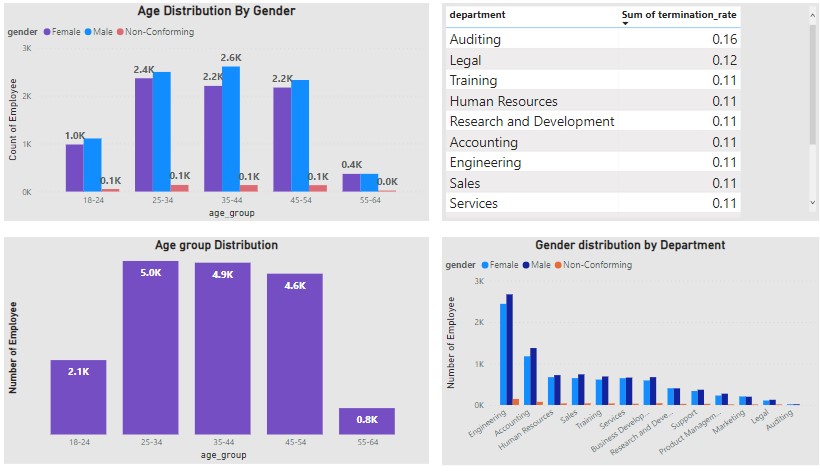 Age Distribution By Gender
gender Female Male Non-Conforming
Count of Employee
3K
2K
1K
0K
1.0K
0.1K
2.4K
0.1K
2.2K
2.6K
0.1K
2.2K
0.1K
0.4K
0.0K
18-24 25-34 35-44 45-54 55-64
age_group
department Sum of termination_rate
Auditing 0.16
Legal 0.12
Training 0.11
Human Resources 0.11
Research and Development 0.11
Accounting 0.11
Engineering 0.11
Sales 0.11
Services 0.11
Age group Distribution
Number of Employee
2.1K
5.0K
4.9K
4.6K
0.8K
18-24 25-34 35-44 45-54 55-64
age_group
Gender distribution by Department
gender Female Male Non-Conforming
Number of Employee
3K
2K
1K
0K
Engineering
Accounting
Human Resources
Sales
Training
Services
Business Develop...
Research and Deve...
Support
Product Managem...
Marketing
Legal
Auditing